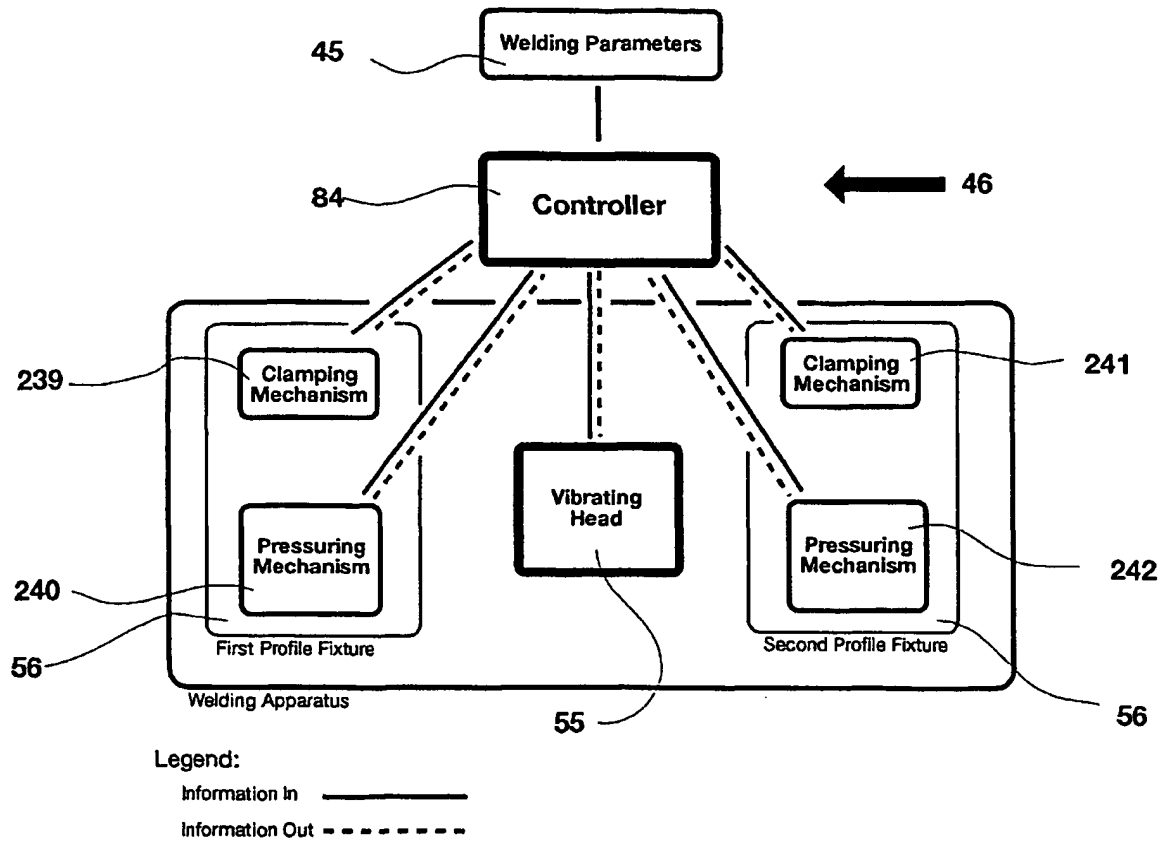 Welding Parameters
45
84
Controller
46
239
Clamping
Mechanism
Clamping
Mechanism
241
Vibrating
Head
Pressuring
Mechanism
240
Pressuring
Mechanism
242
56
First Profile Fixture
Second Profile Fixture
56
Welding Apparatus
55
Legend:
Information In
Information Out